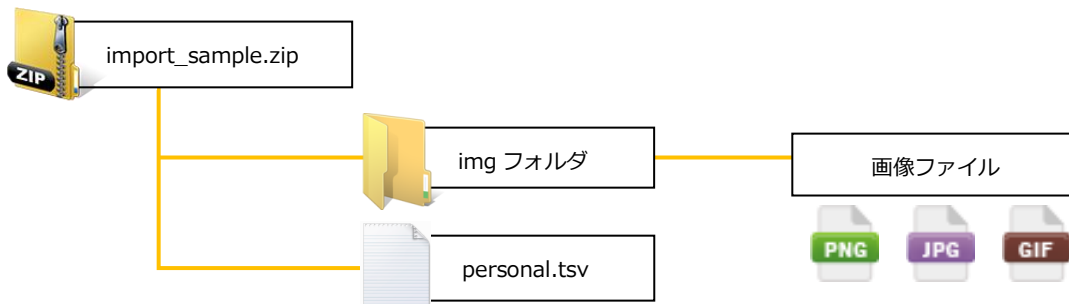 import_sample.zip
ZIP
img フォルダ
画像ファイル
personal.tsv
PNG
JPG
GIF